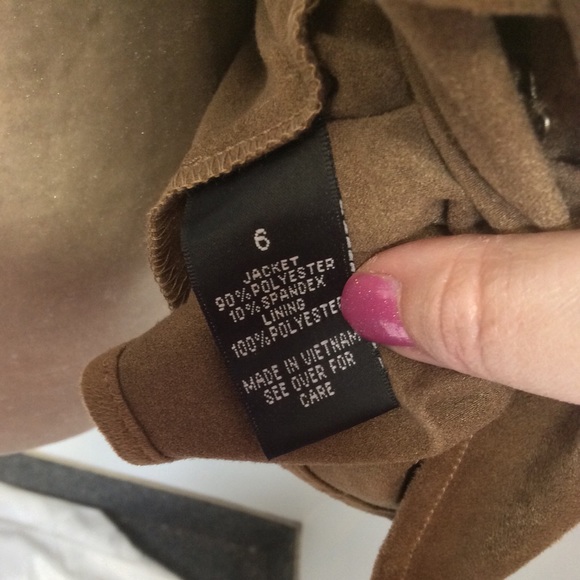 6
JACKET
90% POLYESTER
10% SPANDEX
LINING
100% POLYESTER
MADE IN VIETNAM
SEE OVER FOR
CARE